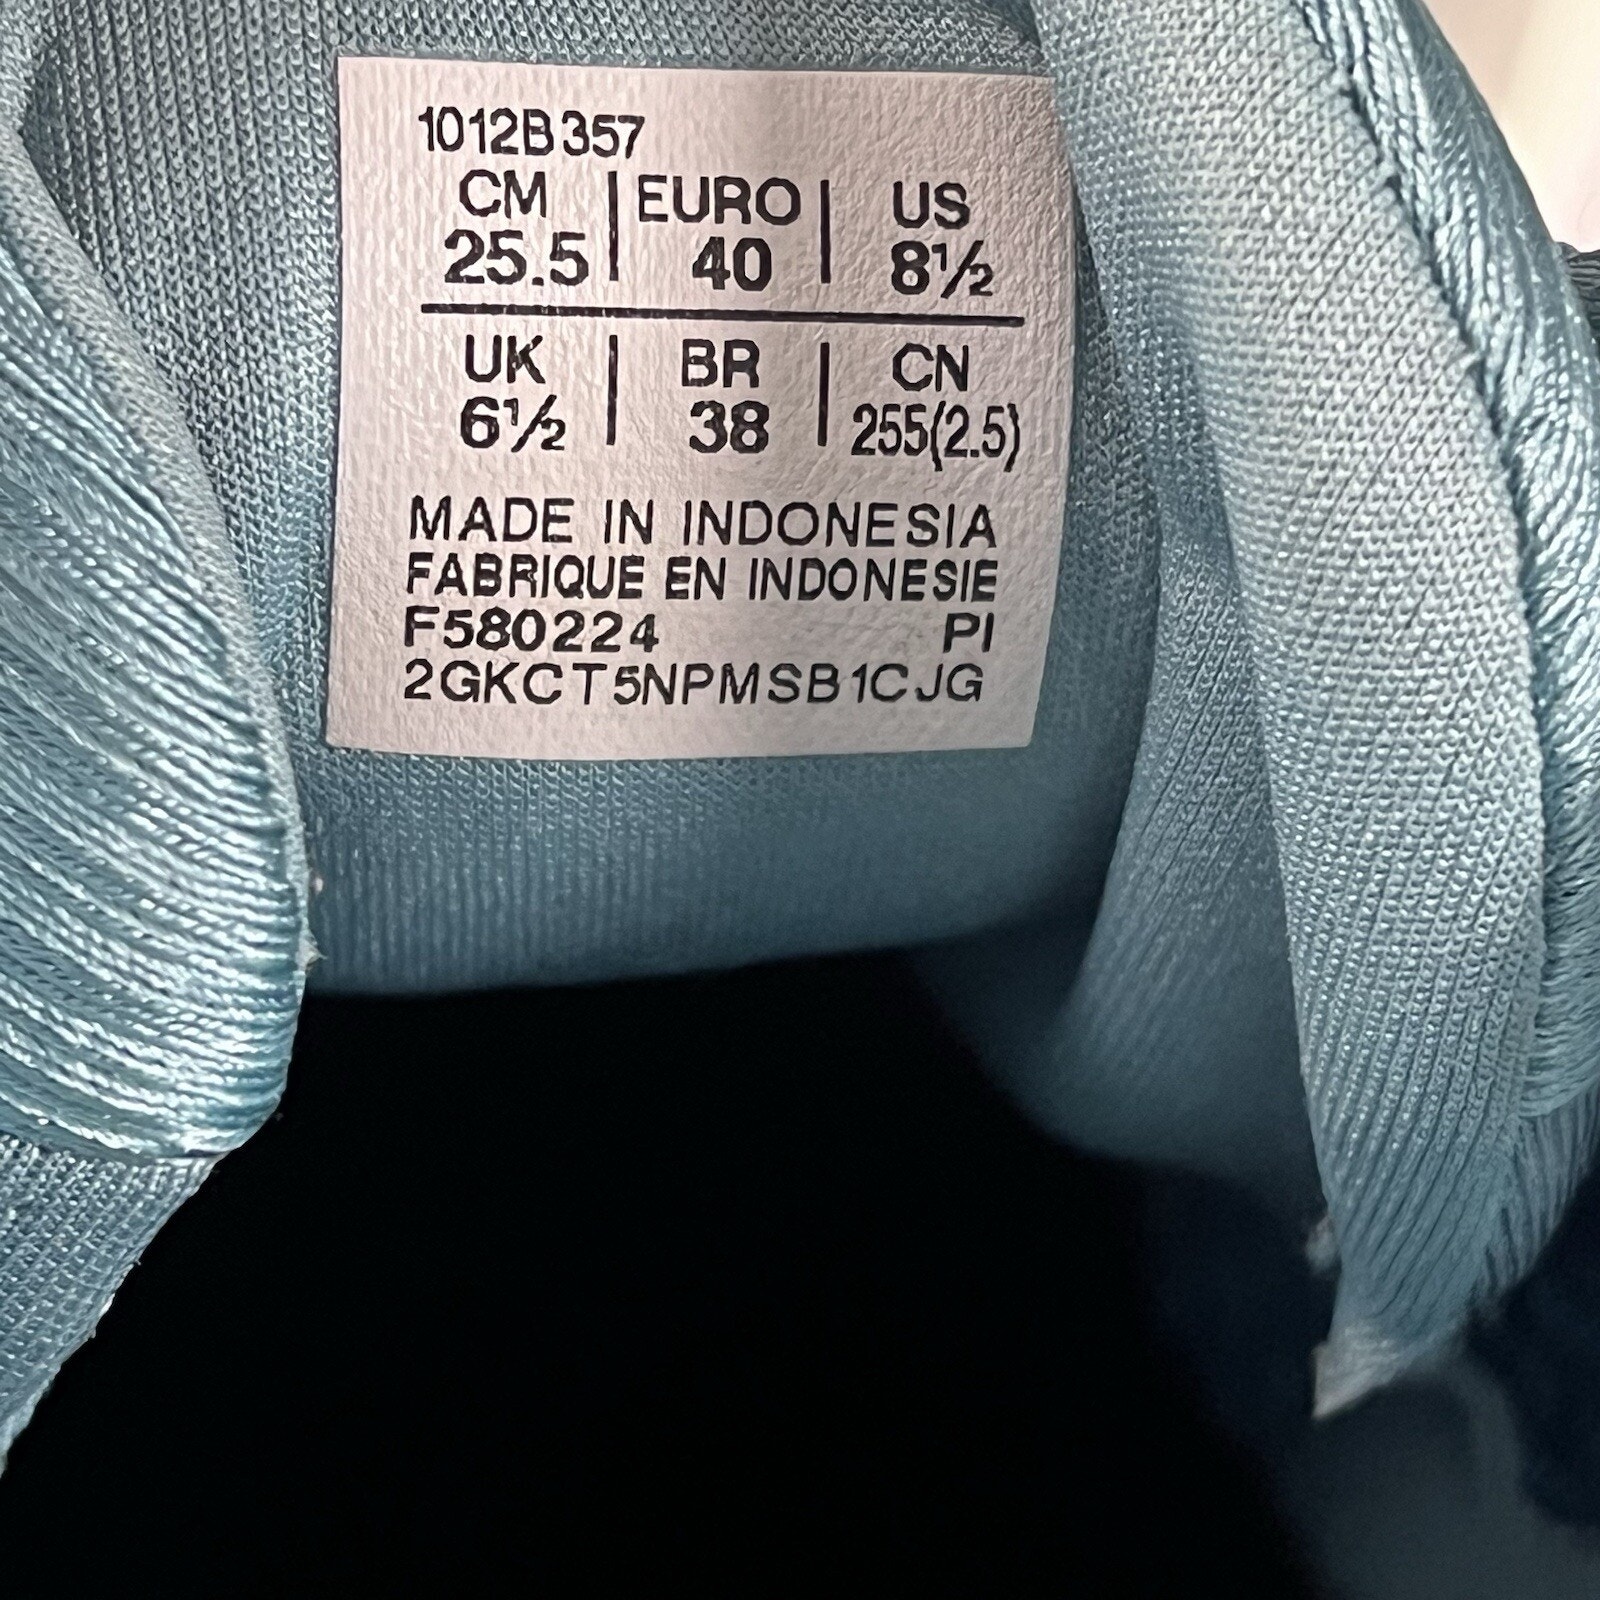 1012B357
CM | EURO | US
25.5 | 40 | 8½
UK | BR | CN
6½ | 38 | 255(2.5)
MADE IN INDONESIA
FABRIQUE EN INDONESIE
F580224 PI
2GKCT5NPMSB1CJG